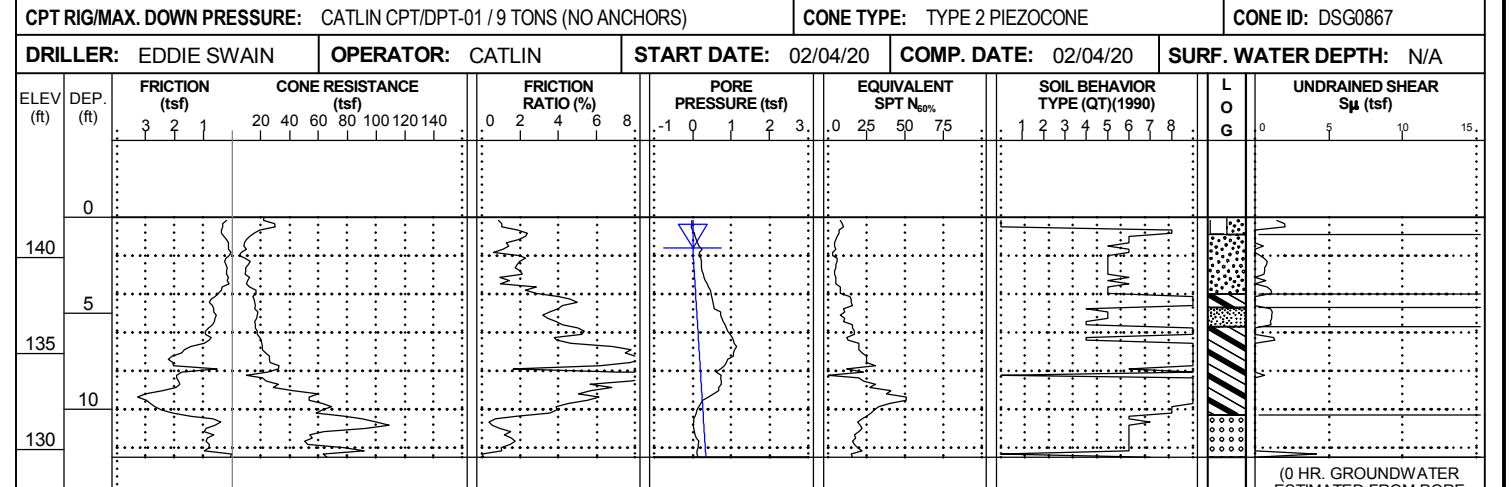 CPT RIG/MAX. DOWN PRESSURE: CATLIN CPT/DPT-01 / 9 TONS (NO ANCHORS) CONE TYPE: TYPE 2 PIEZOCONE CONE ID: DSG0867
DRILLER: EDDIE SWAIN OPERATOR: CATLIN START DATE: 02/04/20 COMP. DATE: 02/04/20 SURF. WATER DEPTH: N/A
ELEV (ft)
DEP. (ft)
FRICTION (tsf)
3 2 1
CONE RESISTANCE (tsf)
20 40 60 80 100 120 140
FRICTION RATIO (%)
0 2 4 6 8
PORE PRESSURE (tsf)
-1 0 1 2 3
EQUIVALENT SPT N60%
0 25 50 75
SOIL BEHAVIOR TYPE (QT)(1990)
1 2 3 4 5 6 7 8
L
O
G
UNDRAINED SHEAR Sµ (tsf)
0 5 10 15
0
140
5
135
10
130
(0 HR. GROUNDWATER
ESTIMATED FROM PORE